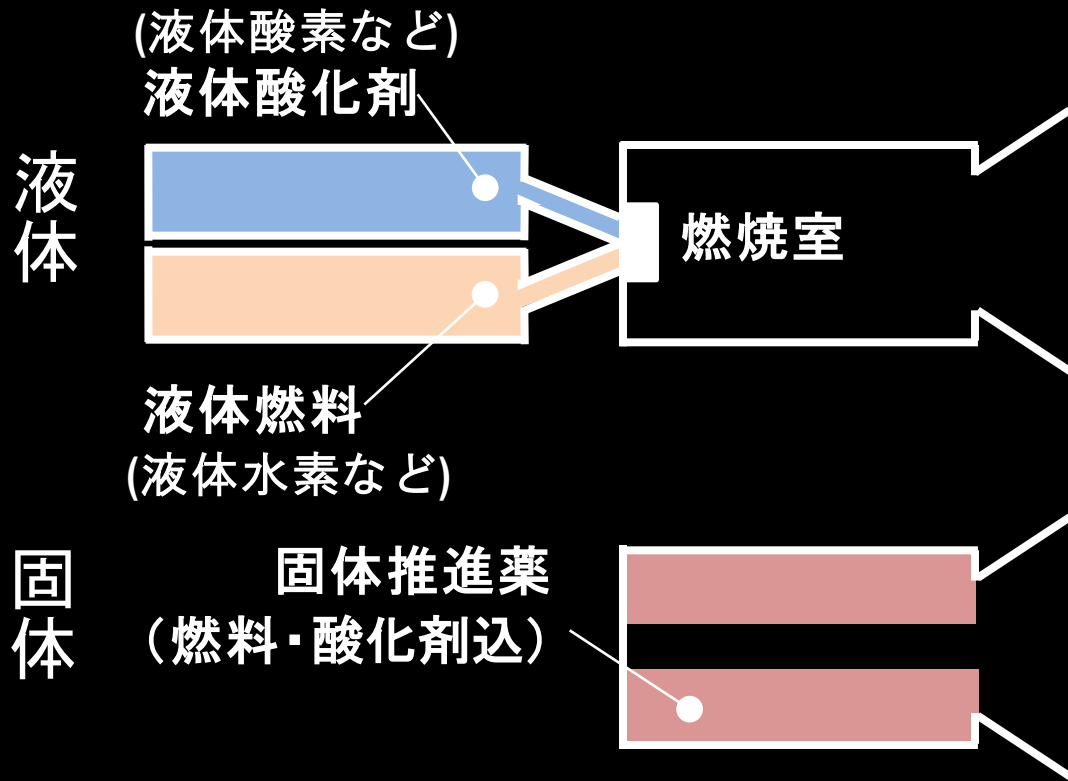 (液体酸素など)
液体酸化剤
液体
燃焼室
液体燃料
(液体水素など)
固体
固体推進薬
（燃料・酸化剤込）